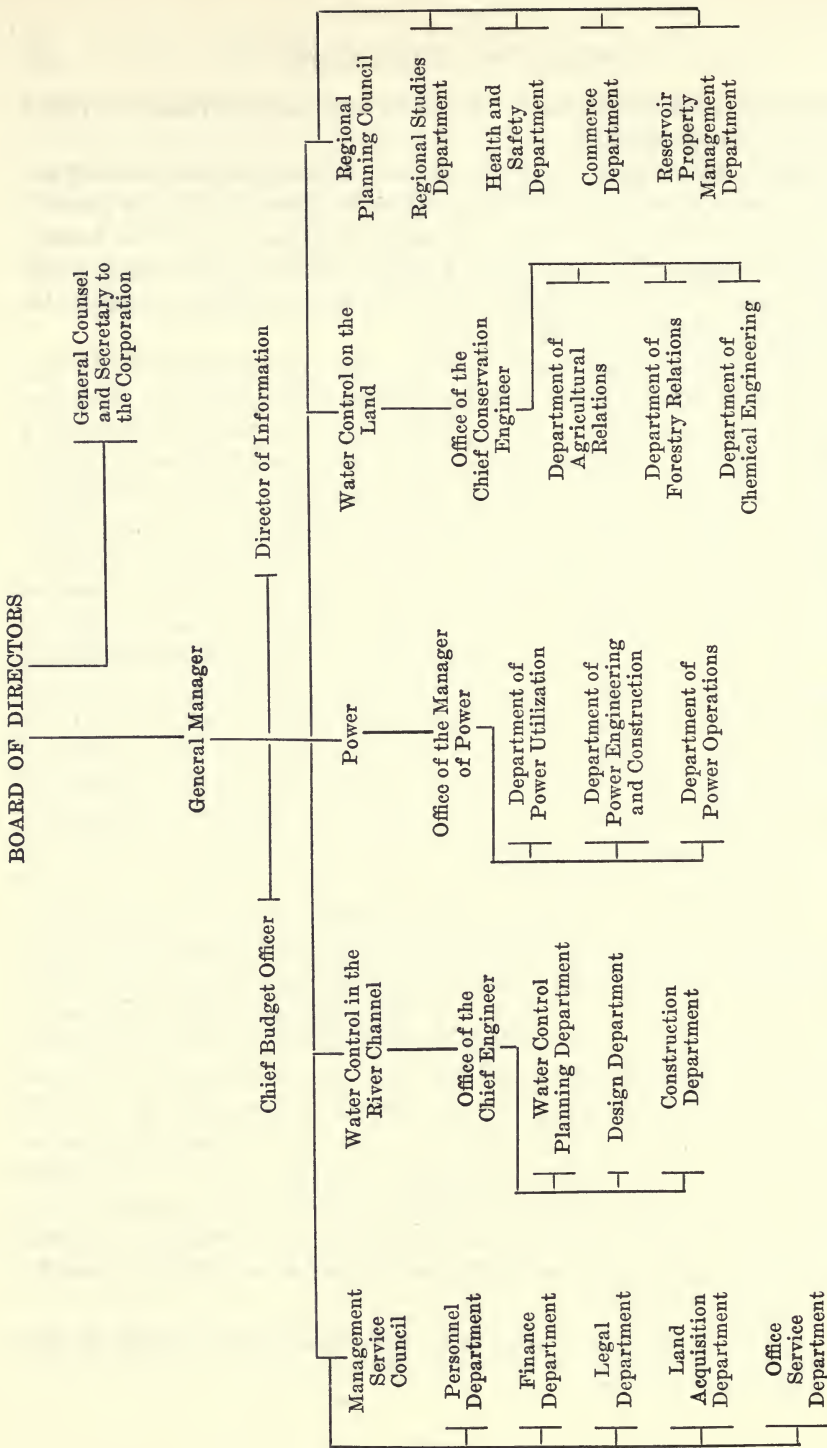 BOARD OF DIRECTORS
General Counsel
and Secretary to
the Corporation
General Manager
Chief Budget Officer
Director of Information
Management
Service
Council
Personnel
Department
Finance
Department
Legal
Department
Land
Acquisition
Department
Office
Service
Department
Water Control in the
River Channel
Office of the
Chief Engineer
Water Control
Planning Department
Design Department
Construction
Department
Power
Office of the Manager
of Power
Department of
Power Utilization
Department of
Power Engineering
and Construction
Department of
Power Operations
Water Control on the
Land
Office of the
Chief Conservation
Engineer
Department of
Agricultural
Relations
Department of
Forestry Relations
Department of
Chemical Engineering
Regional
Planning Council
Regional Studies
Department
Health and
Safety
Department
Commerce
Department
Reservoir
Property
Management
Department